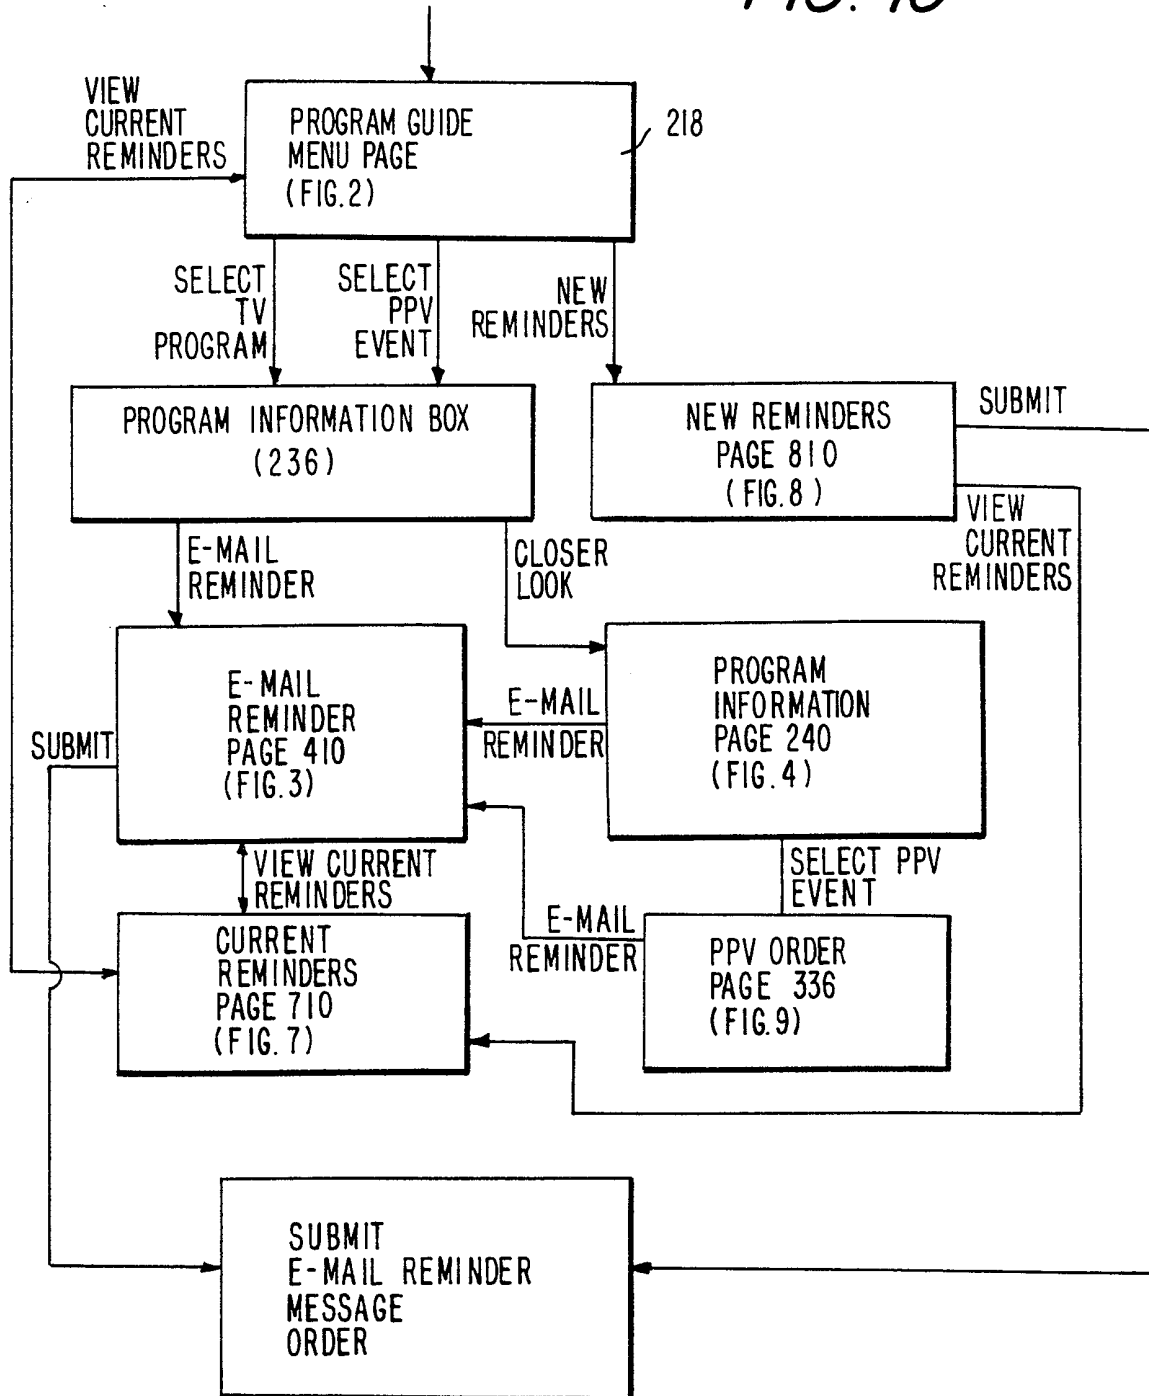 FIG. 10
VIEW
CURRENT
REMINDERS
PROGRAM GUIDE
MENU PAGE
(FIG.2)
218
SELECT
TV
PROGRAM
SELECT
PPV
EVENT
NEW
REMINDERS
PROGRAM INFORMATION BOX
(236)
NEW REMINDERS
PAGE 810
(FIG.8)
SUBMIT
VIEW
CURRENT
REMINDERS
E-MAIL
REMINDER
CLOSER
LOOK
E-MAIL
REMINDER
PAGE 410
(FIG.3)
E-MAIL
REMINDER
PROGRAM
INFORMATION
PAGE 240
(FIG.4)
SUBMIT
VIEW CURRENT
REMINDERS
SELECT PPV
EVENT
E-MAIL
REMINDER
CURRENT
REMINDERS
PAGE 710
(FIG.7)
PPV ORDER
PAGE 336
(FIG.9)
SUBMIT
E-MAIL REMINDER
MESSAGE
ORDER